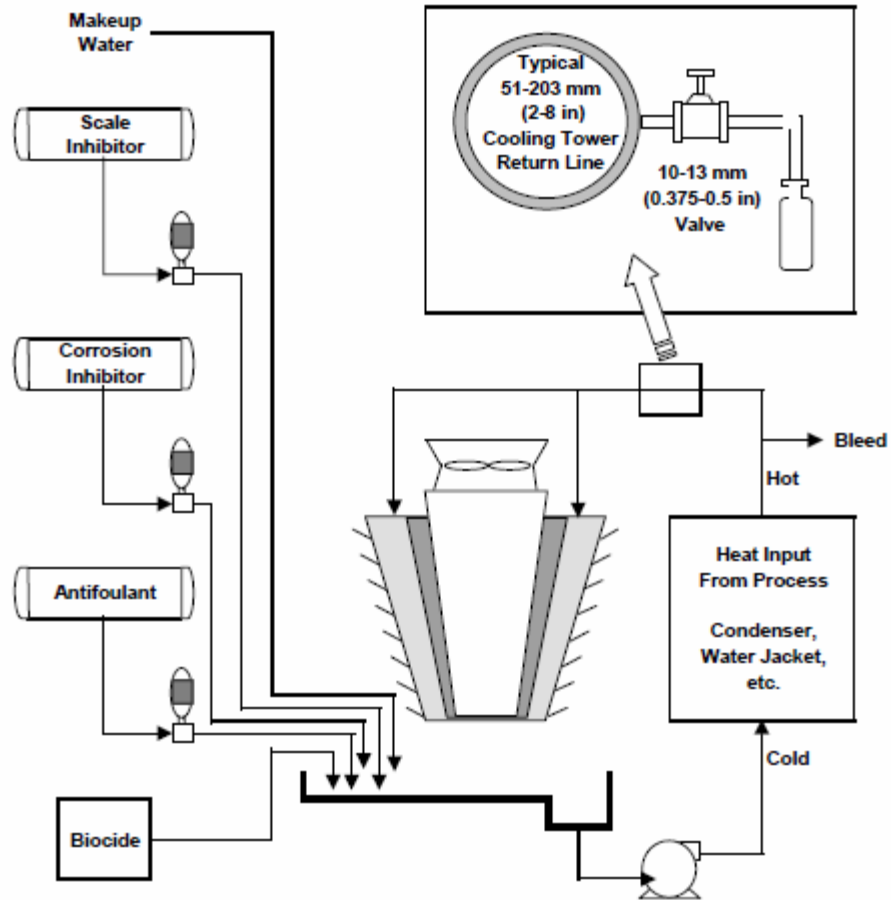 Makeup
Water
Scale
Inhibitor
Corrosion
Inhibitor
Antifoulant
Biocide
Typical
51-203 mm
(2-8 in)
Cooling Tower
Return Line
10-13 mm
(0.375-0.5 in)
Valve
Bleed
Hot
Heat Input
From Process
Condenser,
Water Jacket,
etc.
Cold